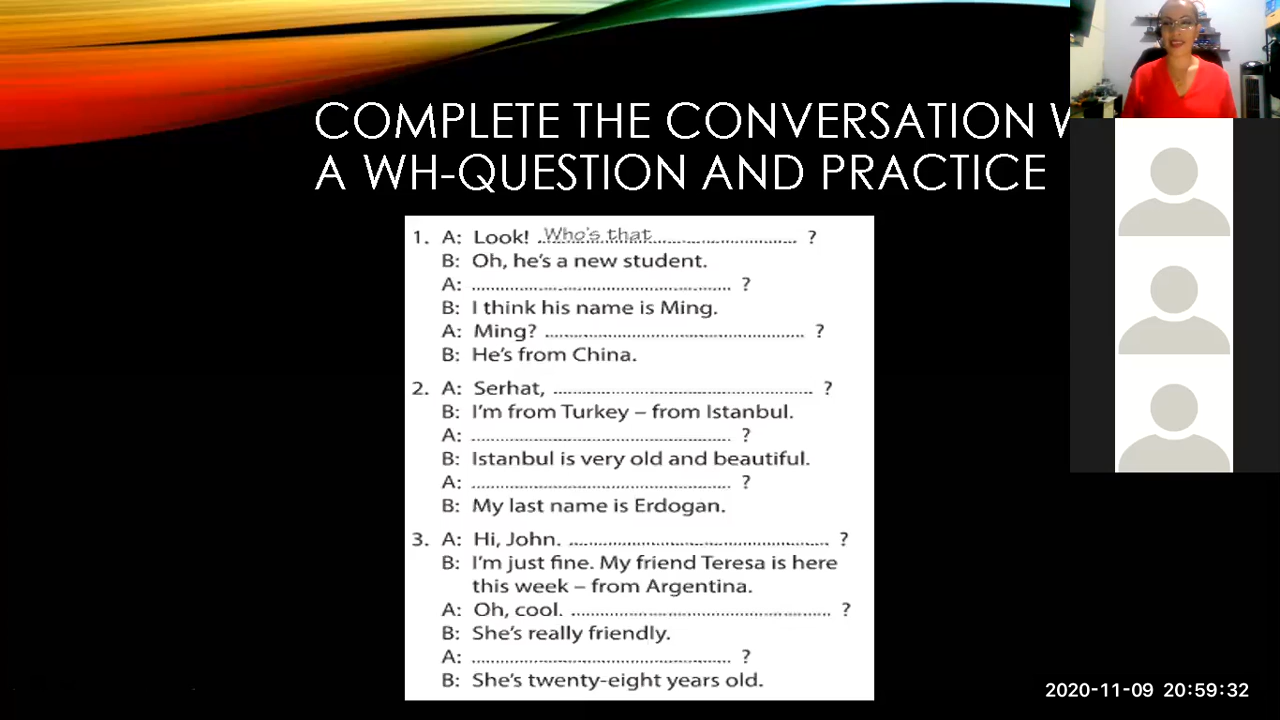 COMPLETE THE CONVERSATION
A WH-QUESTION AND PRACTICE
1. A: Look! Who's that ?
B: Oh, he's a new student.
A: ?
B: I think his name is Ming.
A: Ming? ?
B: He's from China.
2. A: Serhat, ?
B: I'm from Turkey – from Istanbul.
A: ?
B: Istanbul is very old and beautiful.
A: ?
B: My last name is Erdogan.
3. A: Hi, John. ?
B: I'm just fine. My friend Teresa is here
this week – from Argentina.
A: Oh, cool. ?
B: She's really friendly.
A: ?
B: She's twenty-eight years old.
2020-11-09 20:59:32